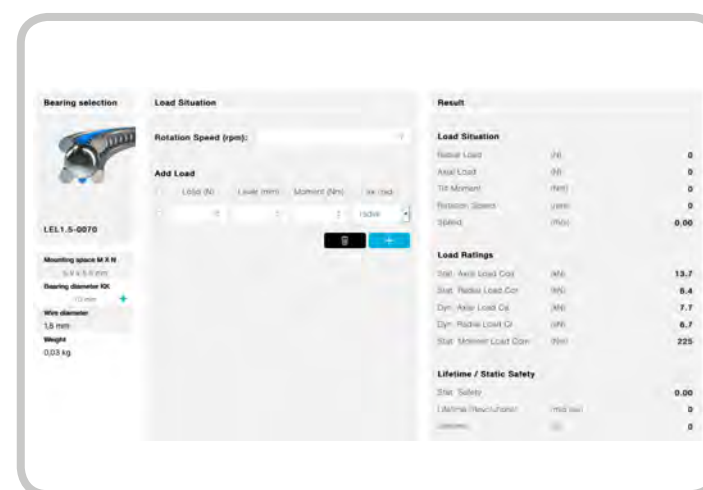 Bearing selection
LEL1.5-0070
Mounting space M X N
Bearing diameter KK
70 mm +
Wire diameter
1,5 mm
Weight
0,03 kg
Load Situation
Rotation Speed (rpm):
Add Load
Load (N) Lever (mm) Moment (Nm)
radial
+
Result
Load Situation
Radial Load (N) 0
Axial Load (N) 0
Tilt Moment (Nm) 0
Rotation Speed (rpm) 0
Speed (m/s) 0.00
Load Ratings
Stat. Axial Load Coa (kN) 13.7
Stat. Radial Load Cor (kN) 6.4
Dyn. Axial Load Ca (kN) 7.7
Dyn. Radial Load Cr (kN) 6.7
Stat. Moment Load Com (Nm) 225
Lifetime / Static Safety
Stat. Safety 0.00
Lifetime 0
0